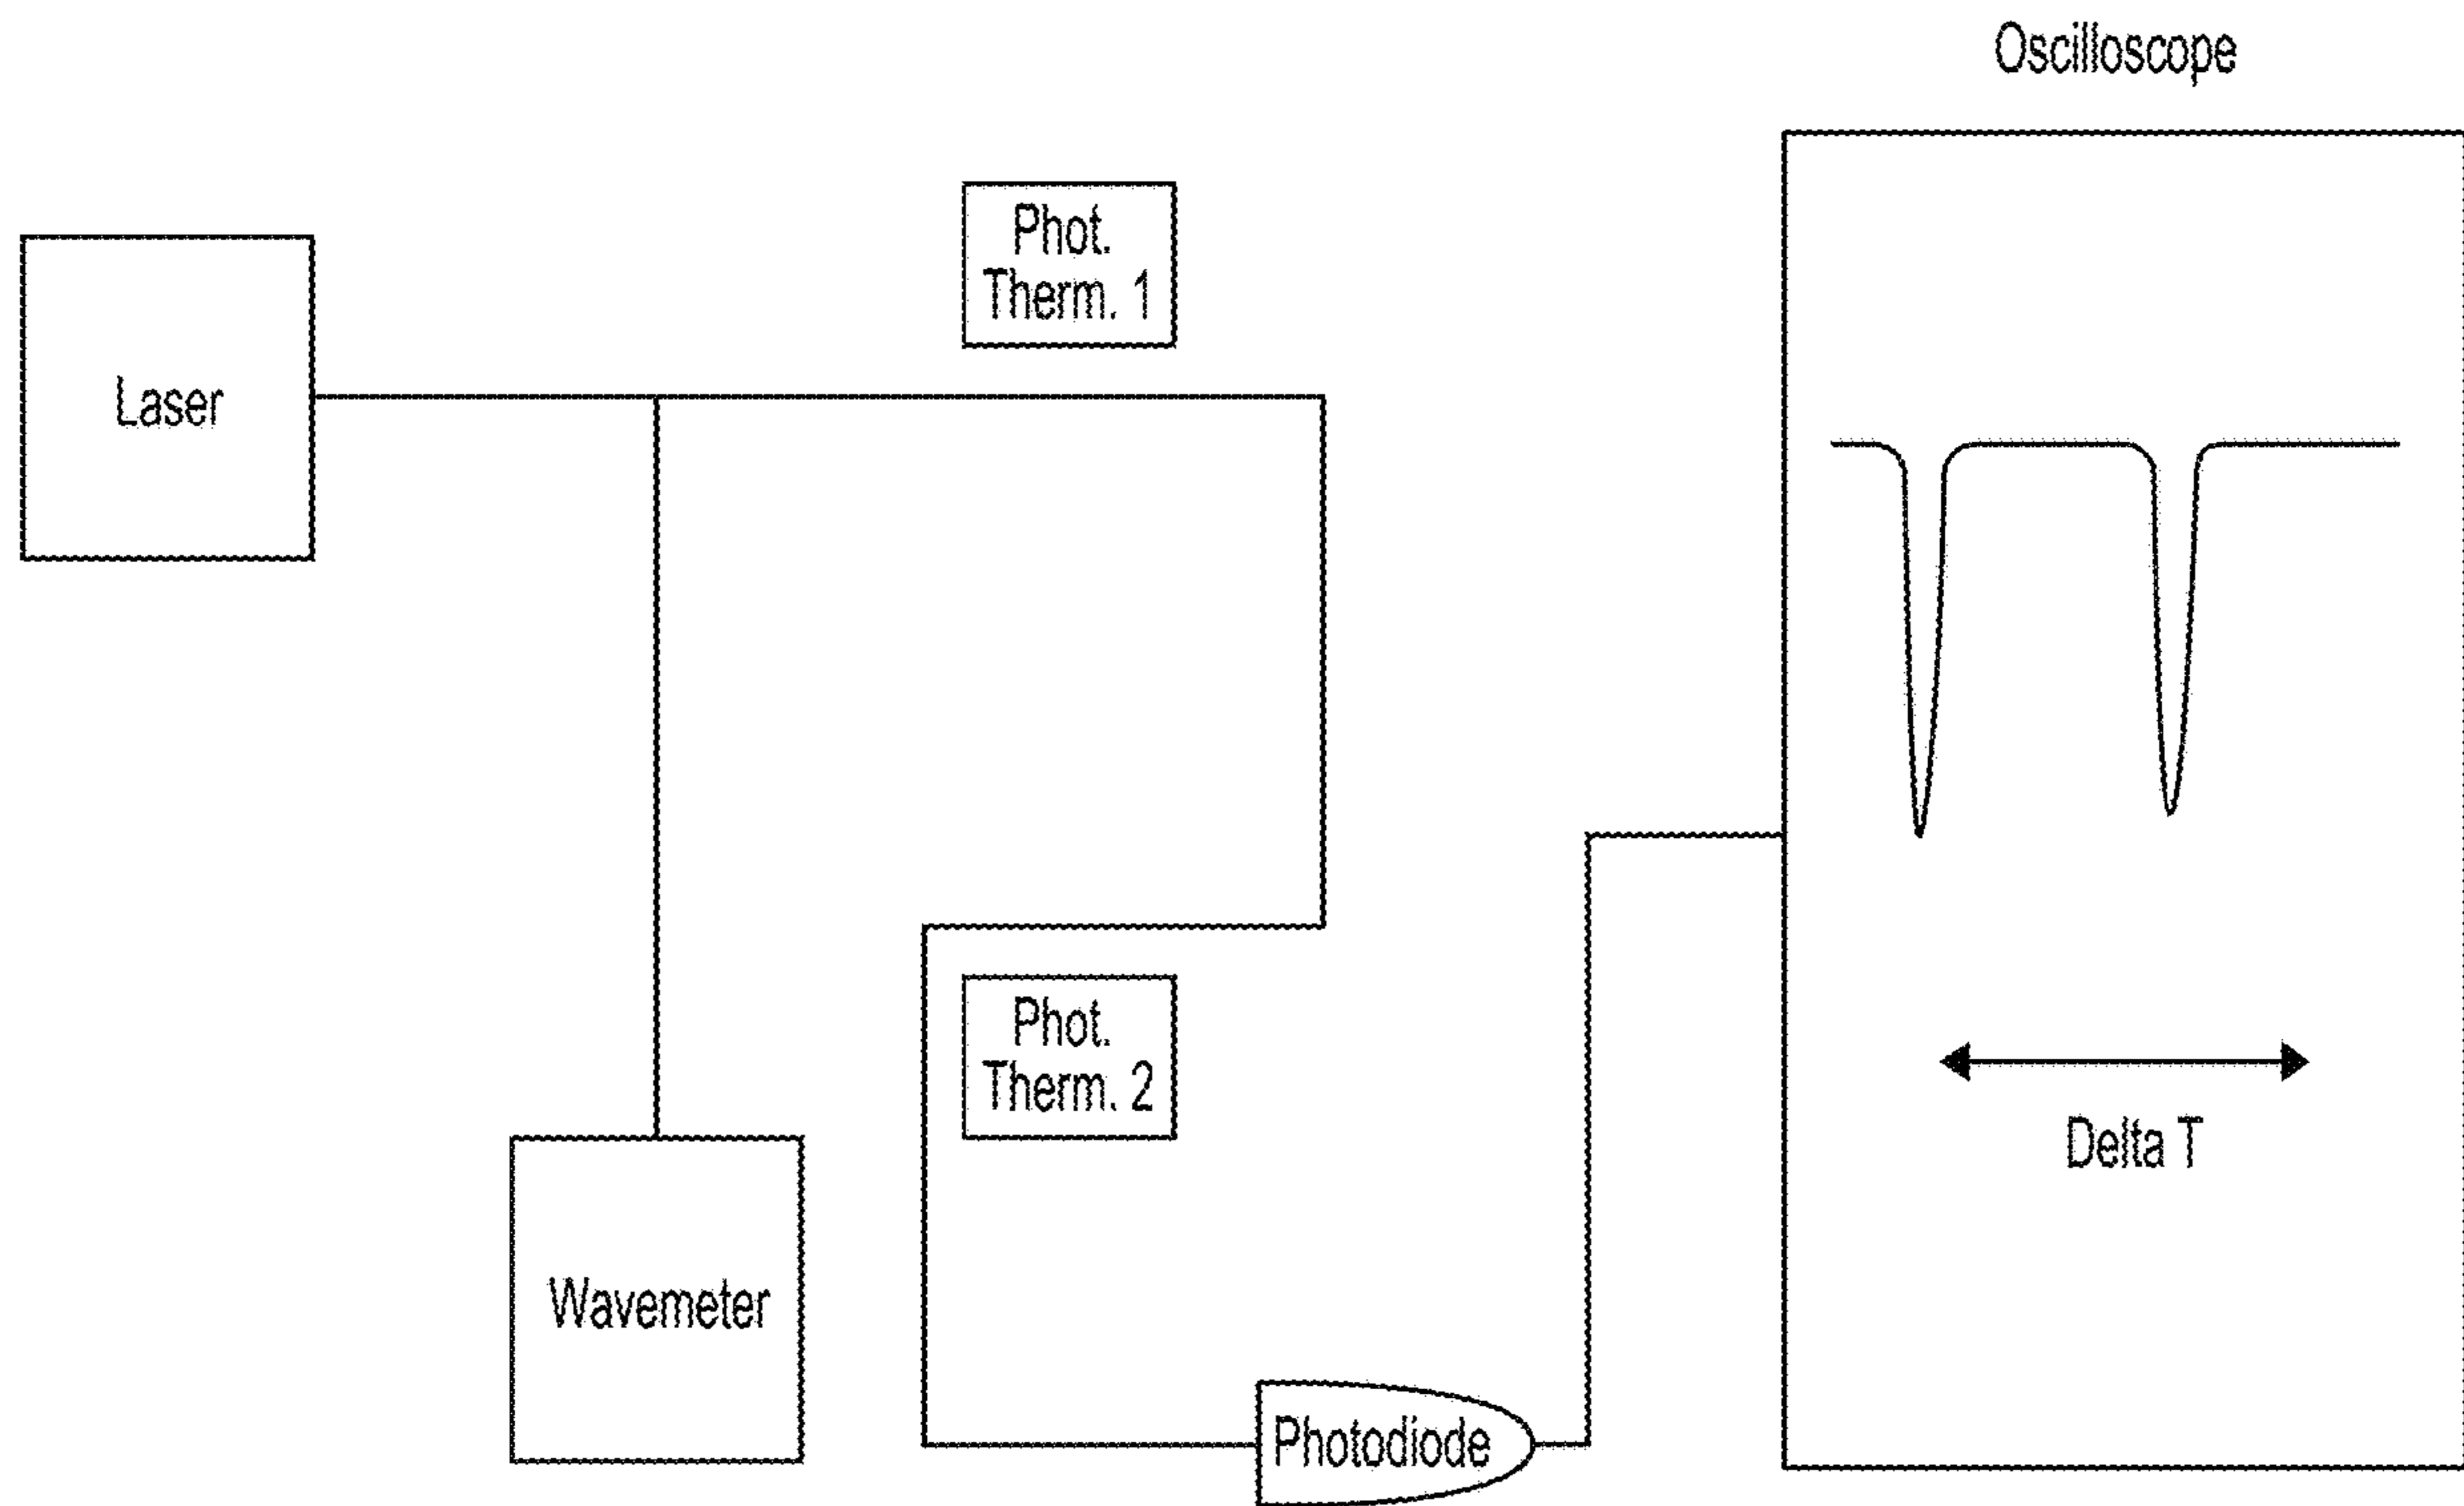 Oscilloscope
Phot.
Therm. 1
Laser
Phot.
Therm. 2
Delta T
Wavemeter
Photodiode